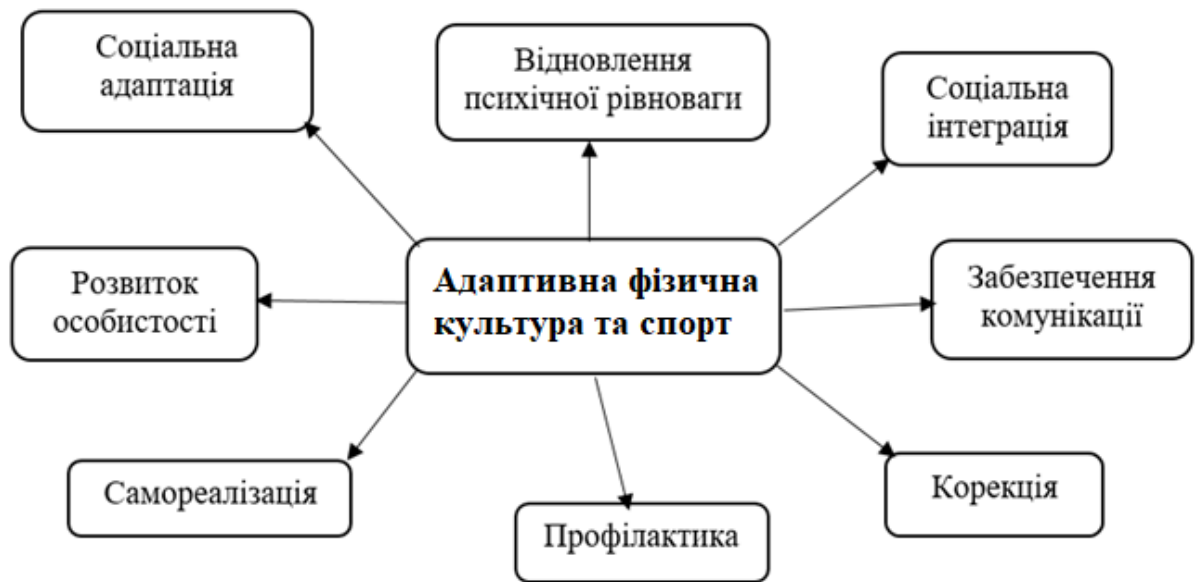 Соціальна
адаптація
Відновлення
психічної рівноваги
Соціальна
інтеграція
Розвиток
особистості
Адаптивна фізична
культура та спорт
Забезпечення
комунікації
Самореалізація
Профілактика
Корекція